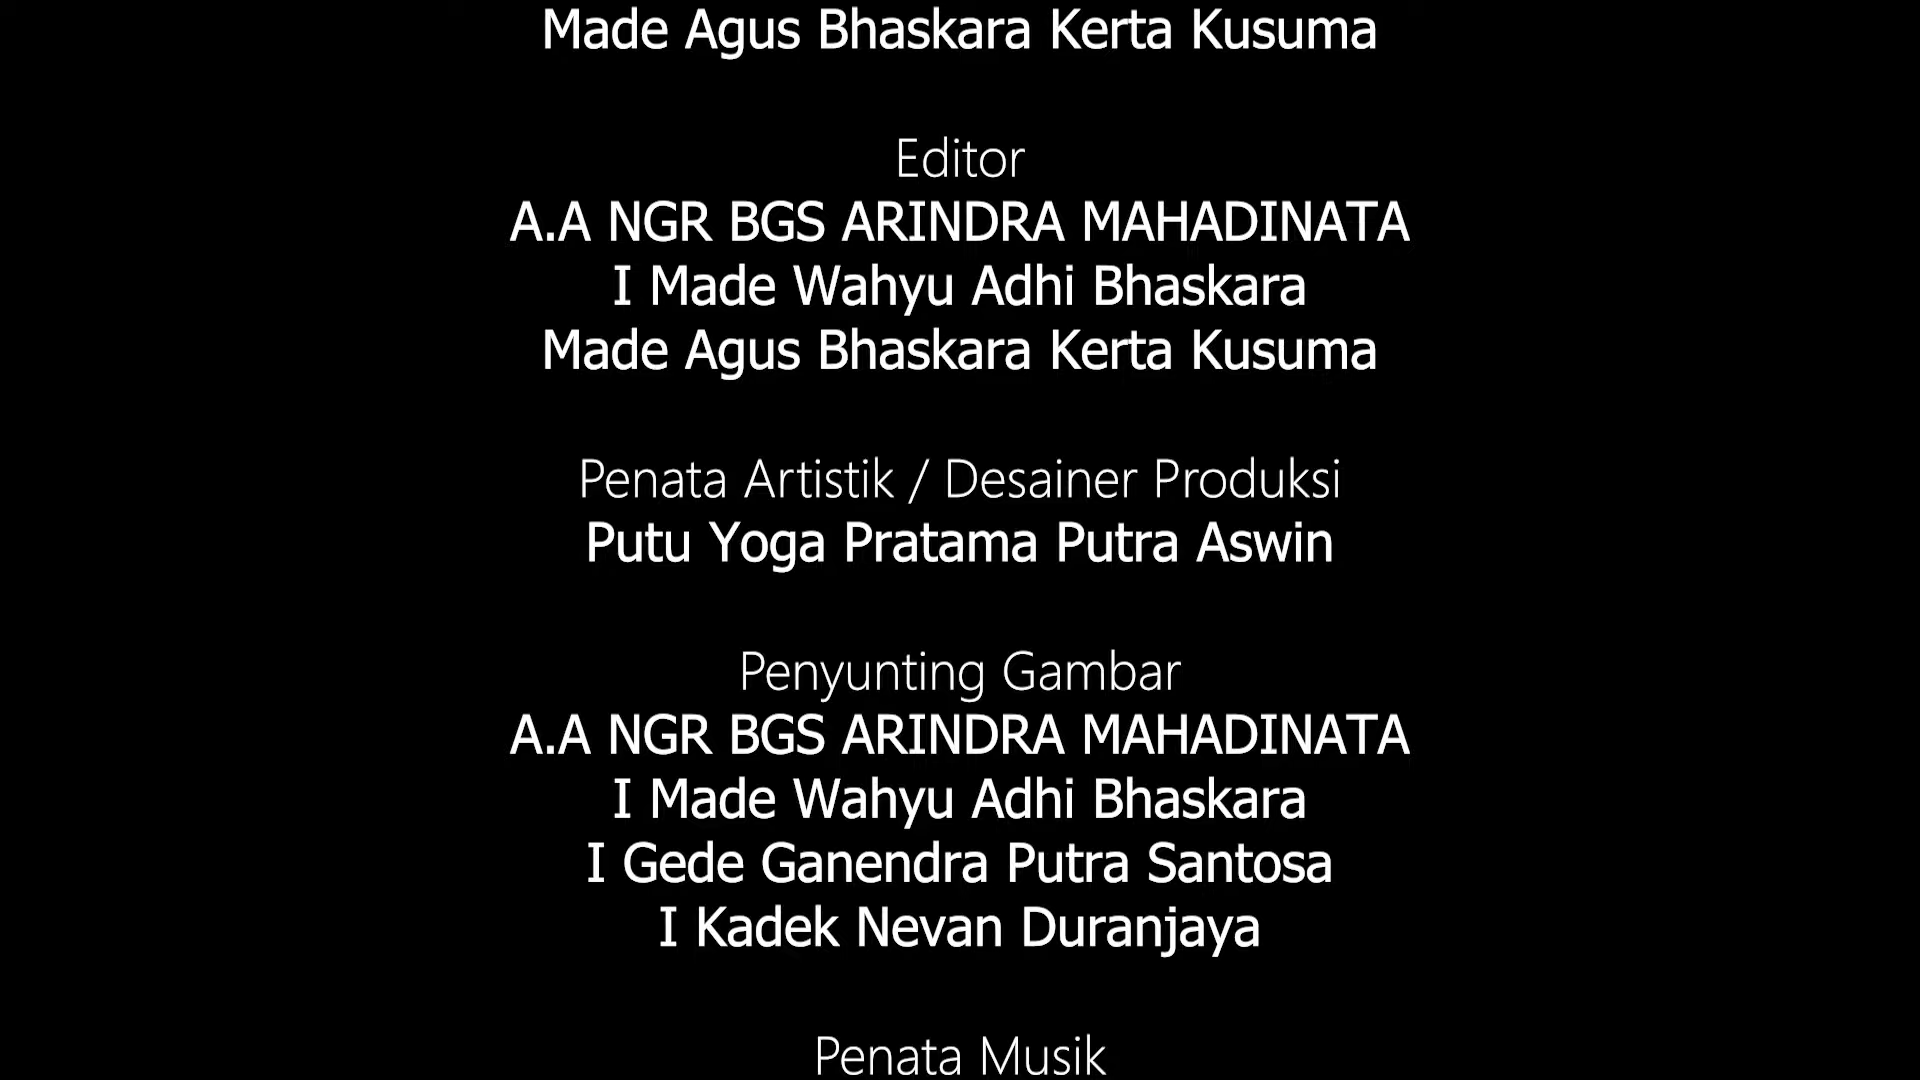 Made Agus Bhaskara Kerta Kusuma
Editor
A.A NGR BGS ARINDRA MAHADINATA
I Made Wahyu Adhi Bhaskara
Made Agus Bhaskara Kerta Kusuma
Penata Artistik / Desainer Produksi
Putu Yoga Pratama Putra Aswin
Penyunting Gambar
A.A NGR BGS ARINDRA MAHADINATA
I Made Wahyu Adhi Bhaskara
I Gede Ganendra Putra Santosa
I Kadek Nevan Duranjaya
Penata Musik